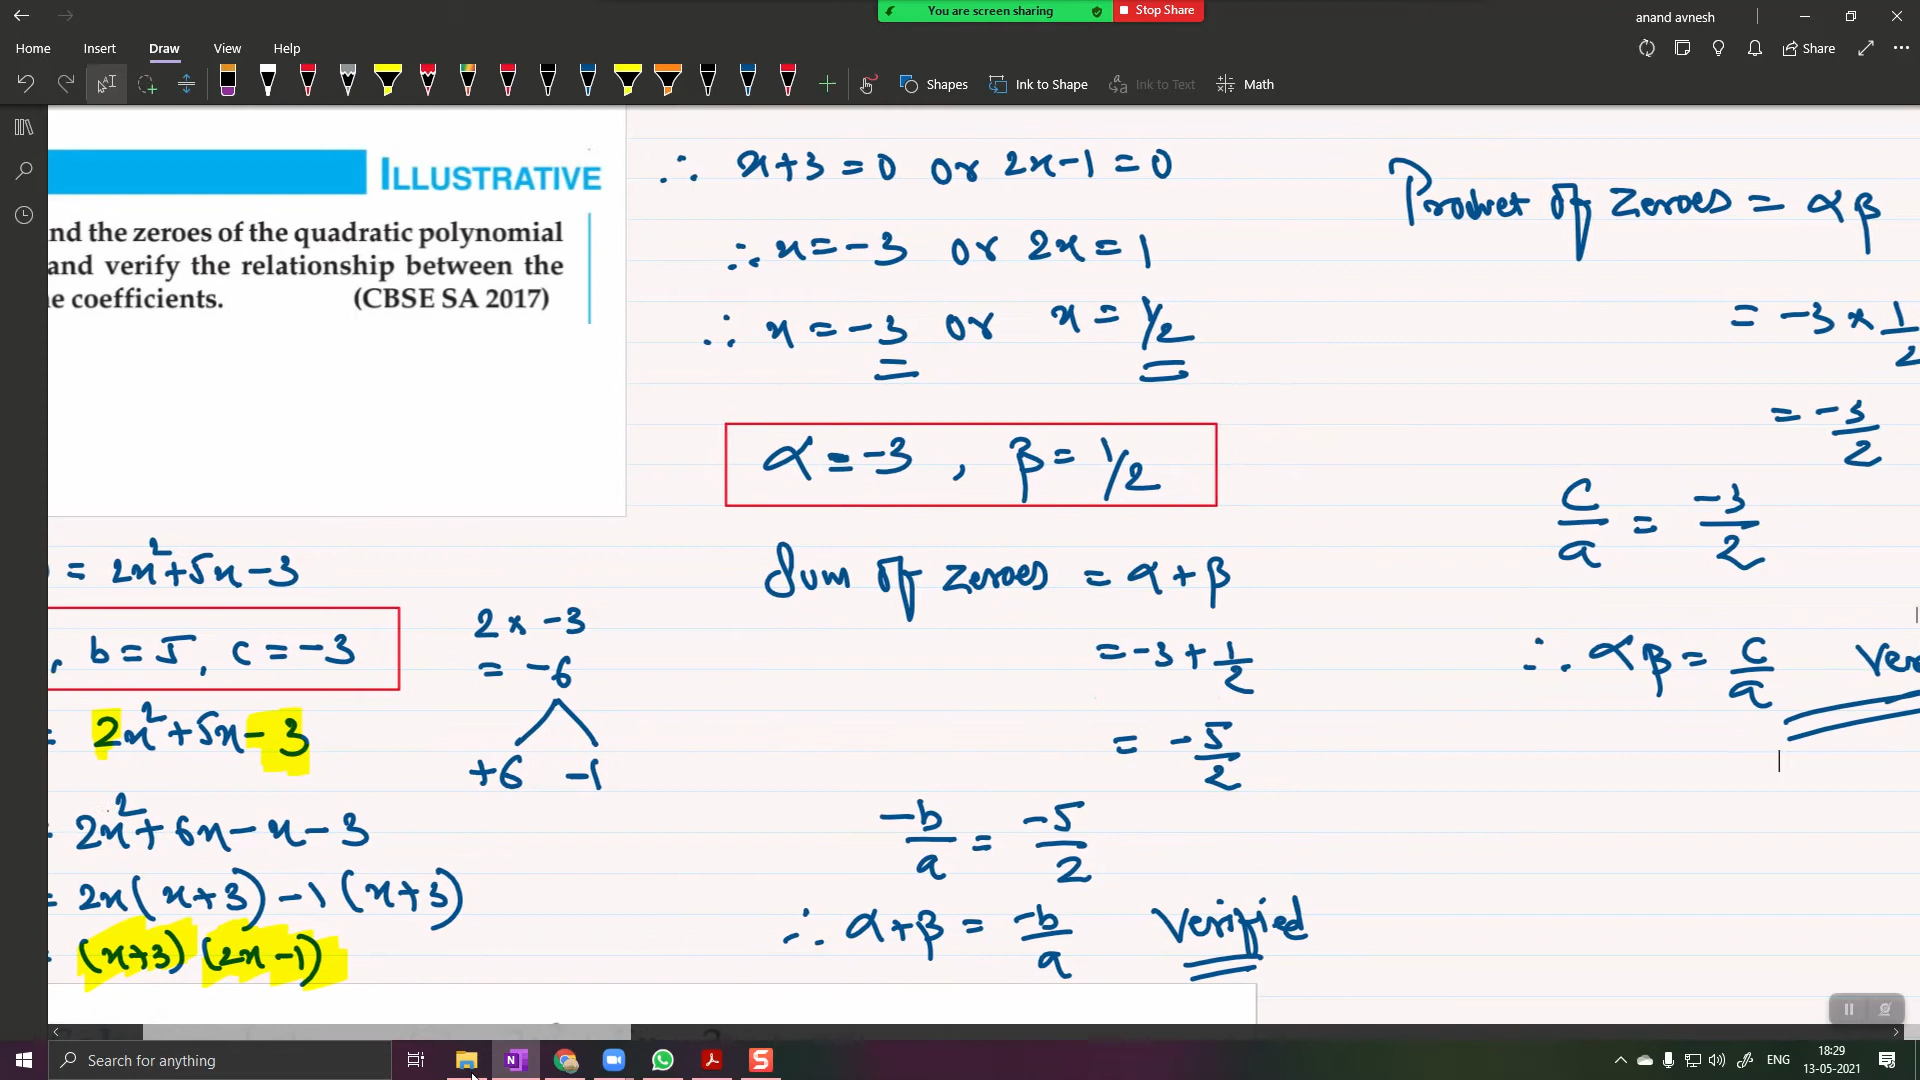 You are screen sharing
Stop Share
anand avnesh
Home Insert Draw View Help
Share
Shapes Ink to Shape Ink to Text Math
ILLUSTRATIVE
nd the zeroes of the quadratic polynomial
and verify the relationship between the
e coefficients. (CBSE SA 2017)
= 2x²+5x-3
, b=5, c=-3
2x -3
= -6
+6 -1
= 2x²+5x-3
= 2x²+6x-x-3
= 2x(x+3)-1(x+3)
= (x+3)(2x-1)
∴ x+3=0 or 2x-1=0
∴ x=-3 or 2x=1
∴ x=-3 or x=1/2
α=-3, β=1/2
Sum of zeroes = α+β
= -3+1/2
= -5/2
-b/a = -5/2
∴ α+β = -b/a Verified
Product of zeroes = αβ
= -3×1/2
= -3/2
C/a = -3/2
∴ αβ = C/a Ver
Search for anything
N
S
ENG
18:29
13-05-2021